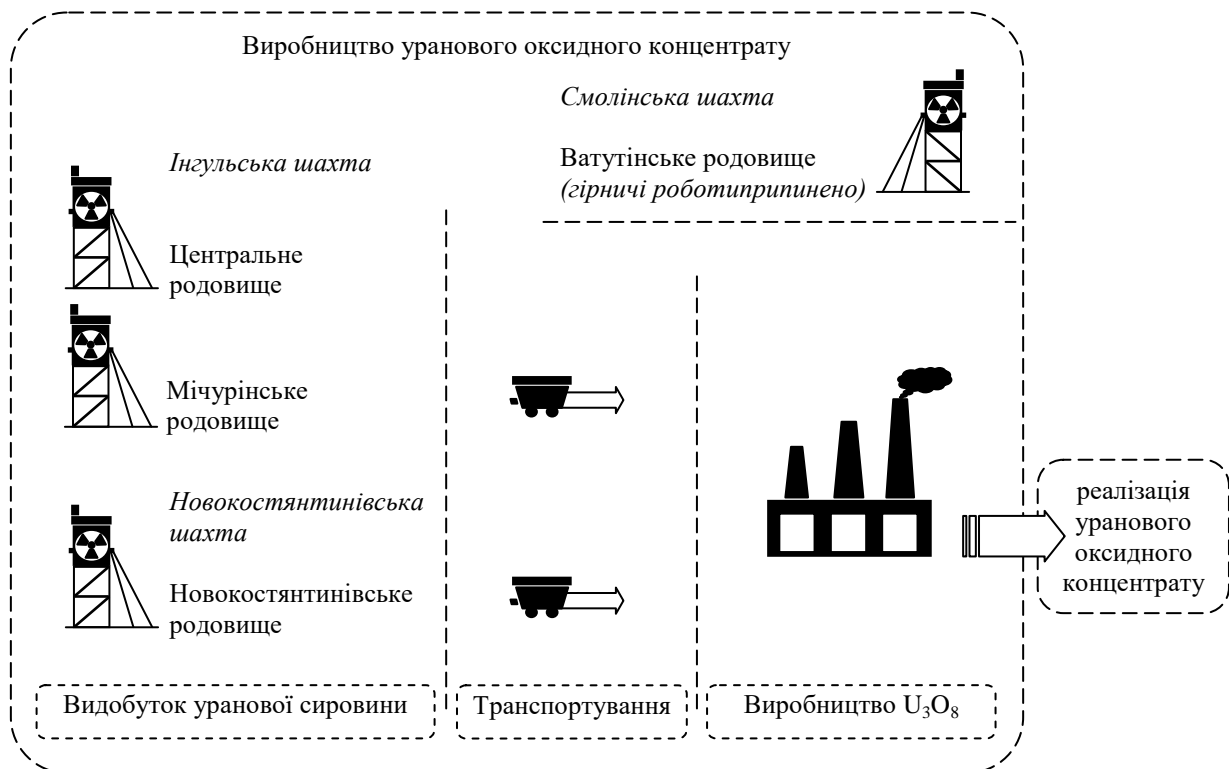 Виробництво уранового оксидного концентрату
Смолінська шахта
Ватутінське родовище
(гірничі роботиприпинено)
Інгульська шахта
Центральне
родовище
Мічурінське
родовище
Новокостянтинівська
шахта
Новокостянтинівське
родовище
реалізація
уранового
оксидного
концентрату
Видобуток уранової сировини
Транспортування
Виробництво U₃O₈